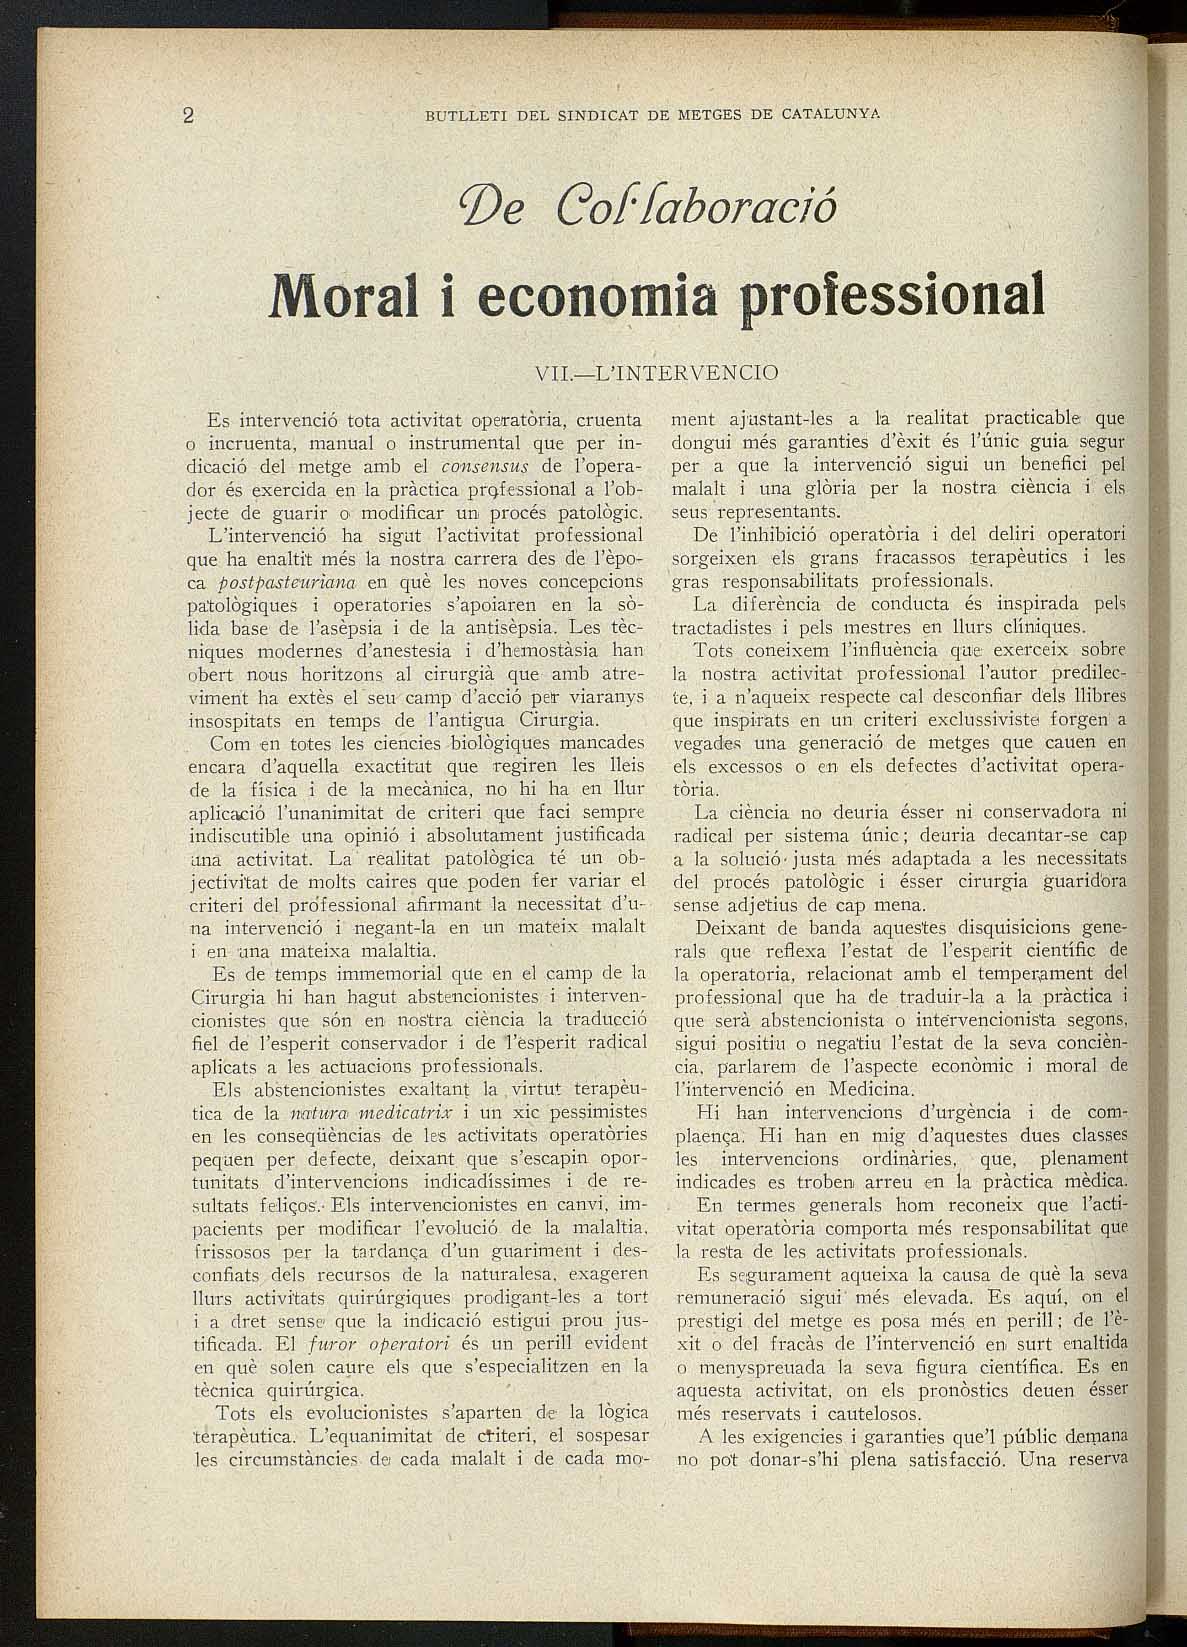 2
BUTLLETI DEL SINDICAT DE METGES DE CATALUNYA
De Col·laboració
Moral i economia professional
VII.—L'INTERVENCIO
Es intervenció tota activitat operatòria, cruenta
o incruenta, manual o instrumental que per in-
dicació del metge amb el consensus de l'opera-
dor és exercida en la pràctica professional a l'ob-
jecte de guarir o modificar un procés patològic.
L'intervenció ha sigut l'activitat professional
que ha enaltit més la nostra carrera des de l'èpo-
ca postpasteuriana en què les noves concepcions
patològiques i operatories s'apoiaren en la sò-
lida base de l'asèpsia i de la antisèpsia. Les tèc-
niques modernes d'anestesia i d'hemostàsia han
obert nous horitzons al cirurgià que amb atre-
viment ha extès el seu camp d'acció per viaranys
insospitats en temps de l'antigua Cirurgia.
Com en totes les ciencies biològiques mancades
encara d'aquella exactitut que regiren les lleis
de la física i de la mecànica, no hi ha en llur
aplicació l'unanimitat de criteri que faci sempre
indiscutible una opinió i absolutament justificada
una activitat. La realitat patològica té un ob-
jectivitat de molts caires que poden fer variar el
criteri del professional afirmant la necessitat d'u-
na intervenció i negant-la en un mateix malalt
i en una mateixa malaltia.
Es de temps immemorial que en el camp de la
Cirurgia hi han hagut abstencionistes i interven-
cionistes que són en nostra ciència la traducció
fiel de l'esperit conservador i de l'esperit radical
aplicats a les actuacions professionals.
Els abstencionistes exaltant la virtut terapèu-
tica de la natura medicatrix i un xic pessimistes
en les conseqüències de les activitats operatòries
pequen per defecte, deixant que s'escapin opor-
tunitats d'intervencions indicadíssimes i de re-
sultats feliços. Els intervencionistes en canvi, im-
pacients per modificar l'evolució de la malaltia,
frissosos per la tardança d'un guariment i des-
confiats dels recursos de la naturalesa, exageren
llurs activitats quirúrgiques prodigant-les a tort
i a dret sense que la indicació estigui prou jus-
tificada. El furor operatori és un perill evident
en què solen caure els que s'especialitzen en la
tècnica quirúrgica.
Tots els evolucionistes s'aparten de la lògica
terapèutica. L'equanimitat de criteri, el sospesar
les circumstàncies de cada malalt i de cada mo-
ment ajustant-les a la realitat practicable que
dongui més garanties d'èxit és l'únic guia segur
per a que la intervenció sigui un benefici pel
malalt i una glòria per la nostra ciència i els
seus representants.
De l'inhibició operatòria i del deliri operatori
sorgeixen els grans fracassos terapèutics i les
gras responsabilitats professionals.
La diferència de conducta és inspirada pels
tractadistes i pels mestres en llurs clíniques.
Tots coneixem l'influència que exerceix sobre
la nostra activitat professional l'autor predilec-
te, i a n'aqueix respecte cal desconfiar dels llibres
que inspirats en un criteri exclussiviste forgen a
vegades una generació de metges que cauen en
els excessos o en els defectes d'activitat opera-
tòria.
La ciència no deuria ésser ni conservadora ni
radical per sistema únic; deuria decantar-se cap
a la solució justa més adaptada a les necessitats
del procés patològic i ésser cirurgia guaridora
sense adjetius de cap mena.
Deixant de banda aquestes disquisicions gene-
rals que reflexa l'estat de l'esperit científic de
la operatoria, relacionat amb el temperament del
professional que ha de traduir-la a la pràctica i
que serà abstencionista o intervencionista segons,
sigui positiu o negatiu l'estat de la seva concièn-
cia, parlarem de l'aspecte econòmic i moral de
l'intervenció en Medicina.
Hi han intervencions d'urgència i de com-
plaença. Hi han en mig d'aquestes dues classes
les intervencions ordinàries, que, plenament
indicades es troben arreu en la pràctica mèdica.
En termes generals hom reconeix que l'acti-
vitat operatòria comporta més responsabilitat que
la resta de les activitats professionals.
Es segurament aqueixa la causa de què la seva
remuneració sigui més elevada. Es aquí, on el
prestigi del metge es posa més en perill; de l'è-
xit o del fracàs de l'intervenció en surt enaltida
o menyspreuada la seva figura científica. Es en
aquesta activitat, on els pronòstics deuen ésser
més reservats i cautelosos.
A les exigencies i garanties que'l públic demana
no pot donar-s'hi plena satisfacció. Una reserva